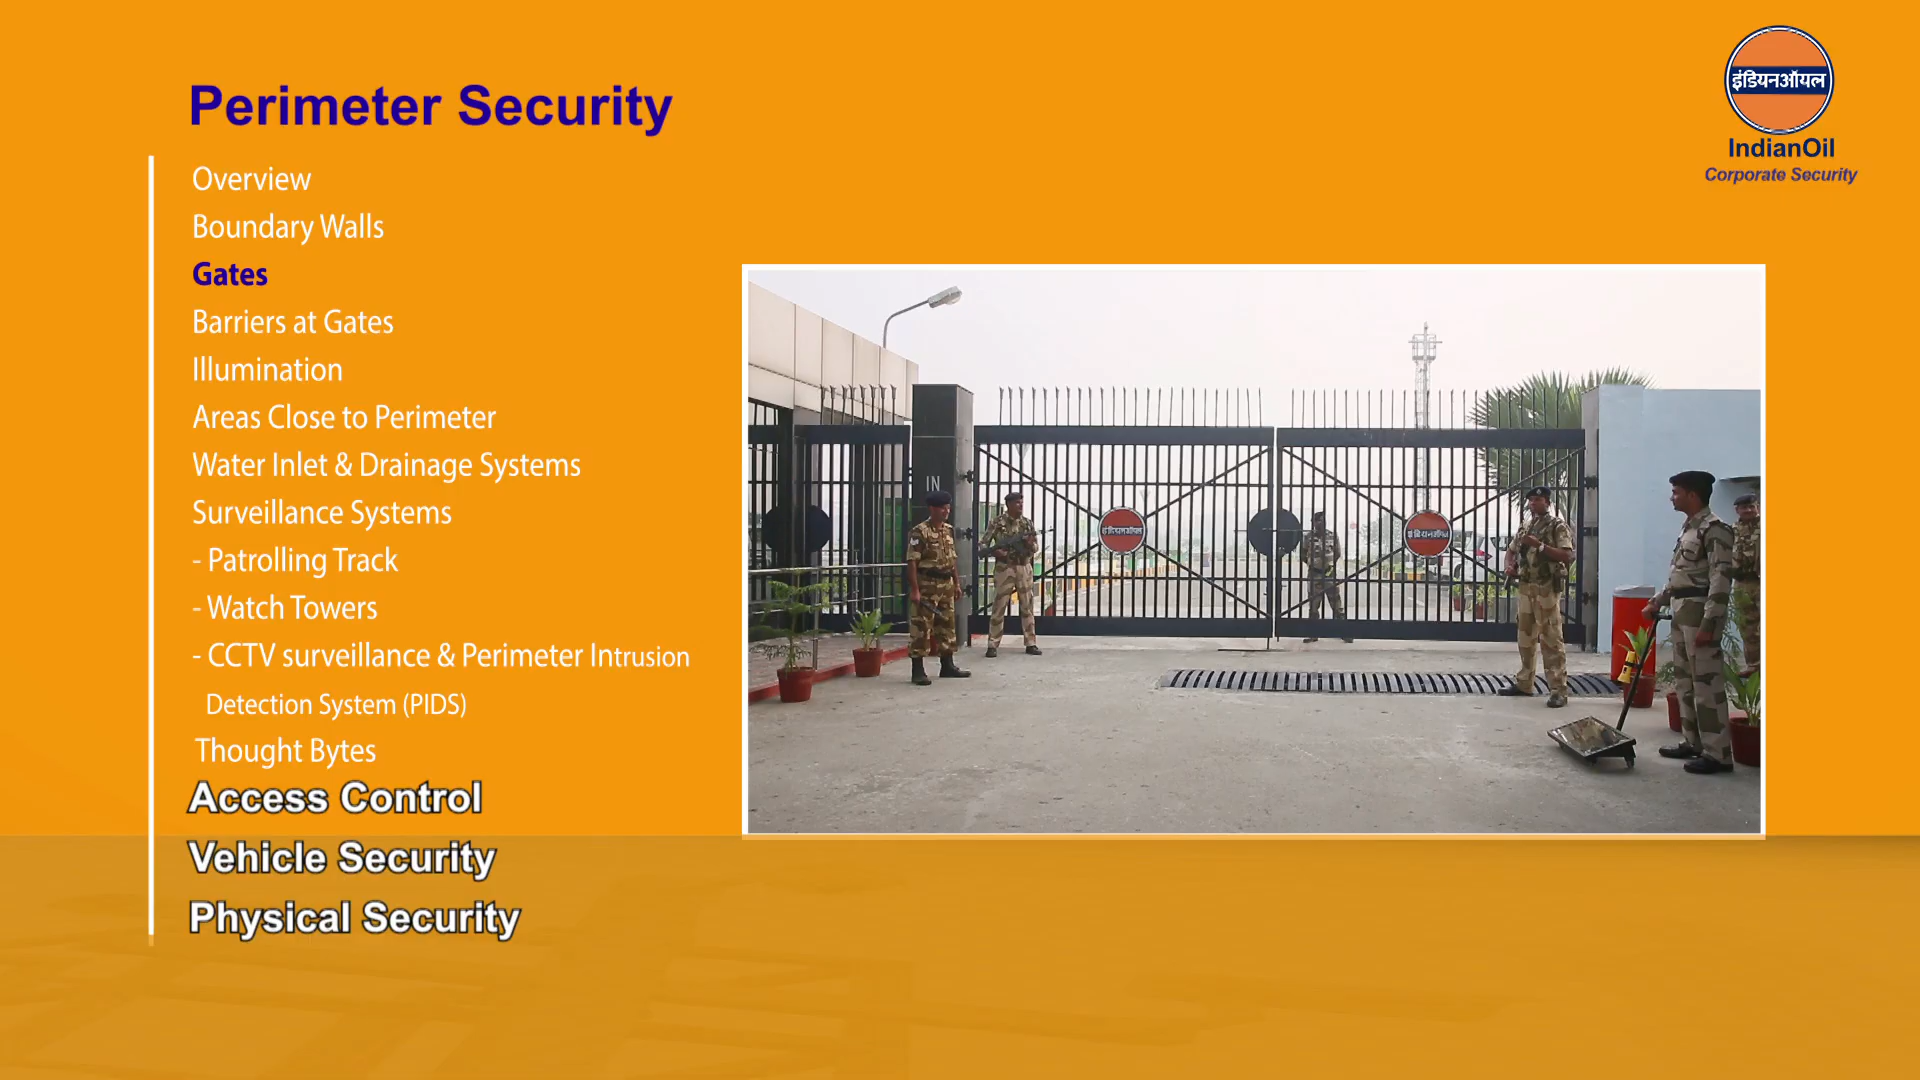 Perimeter Security
Overview
Boundary Walls
Gates
Barriers at Gates
Illumination
Areas Close to Perimeter
Water Inlet & Drainage Systems
Surveillance Systems
- Patrolling Track
- Watch Towers
- CCTV surveillance & Perimeter Intrusion
Detection System (PIDS)
Thought Bytes
Access Control
Vehicle Security
Physical Security
इंडियनऑयल
IndianOil
Corporate Security
IN
इंडियनऑयल
इंडियनऑयल